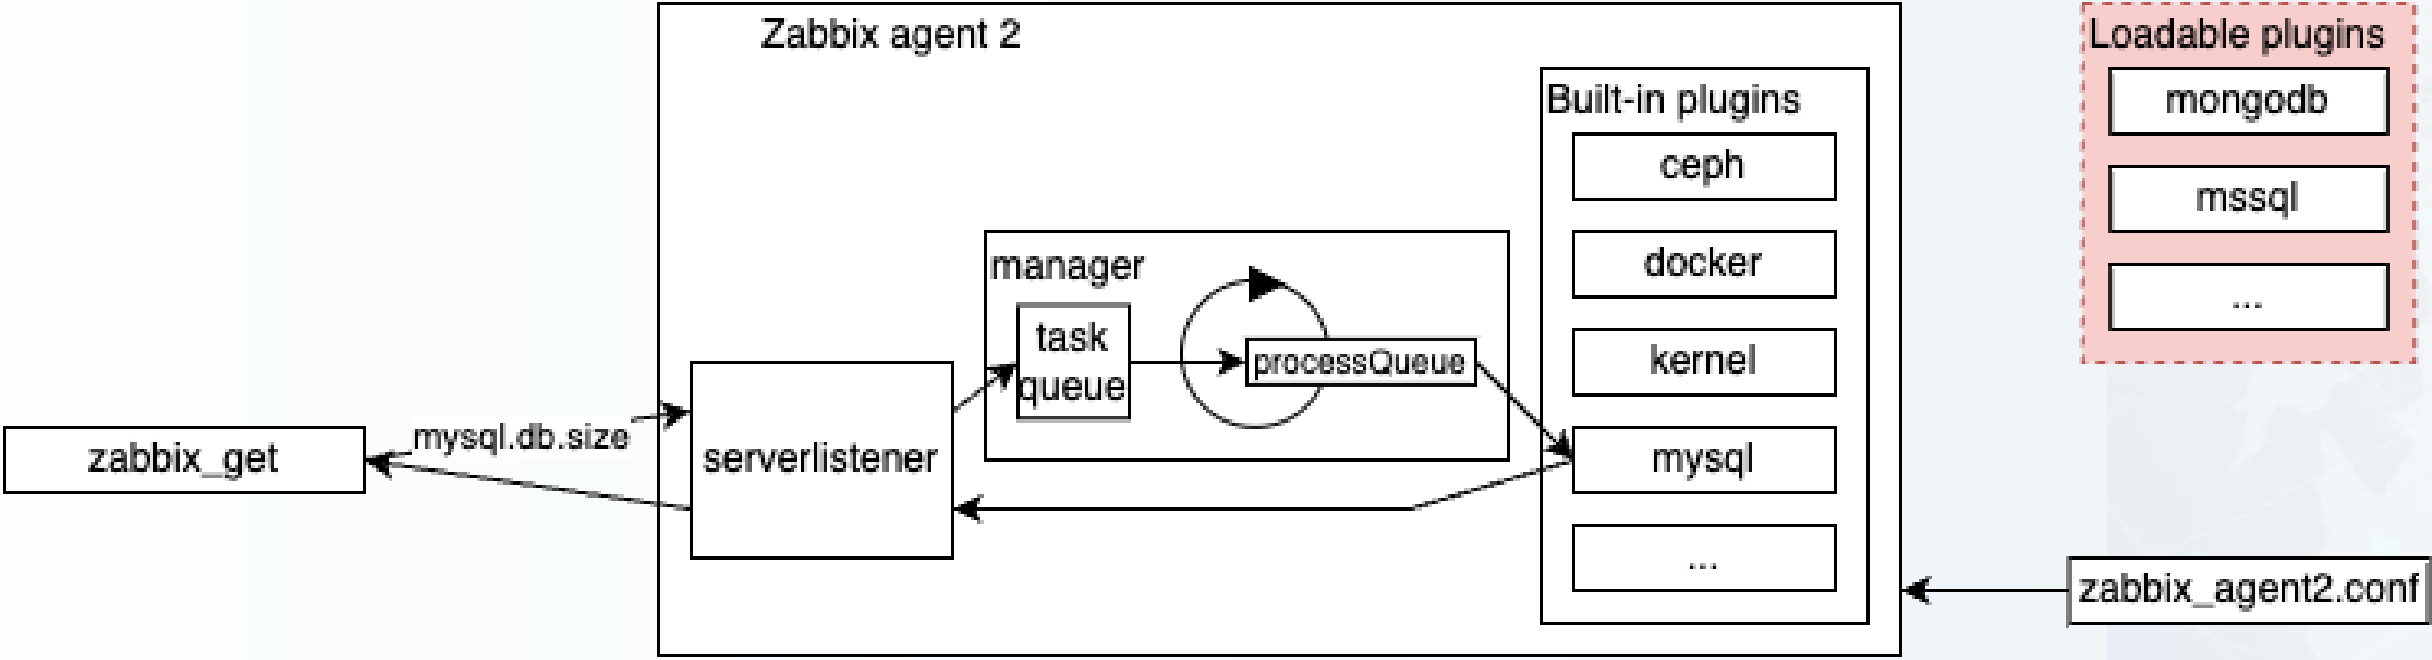 Zabbix agent 2
Loadable plugins
mongodb
mssql
...
Built-in plugins
ceph
docker
kernel
mysql
...
manager
task
queue
processQueue
serverlistener
mysql.db.size
zabbix_get
zabbix_agent2.conf